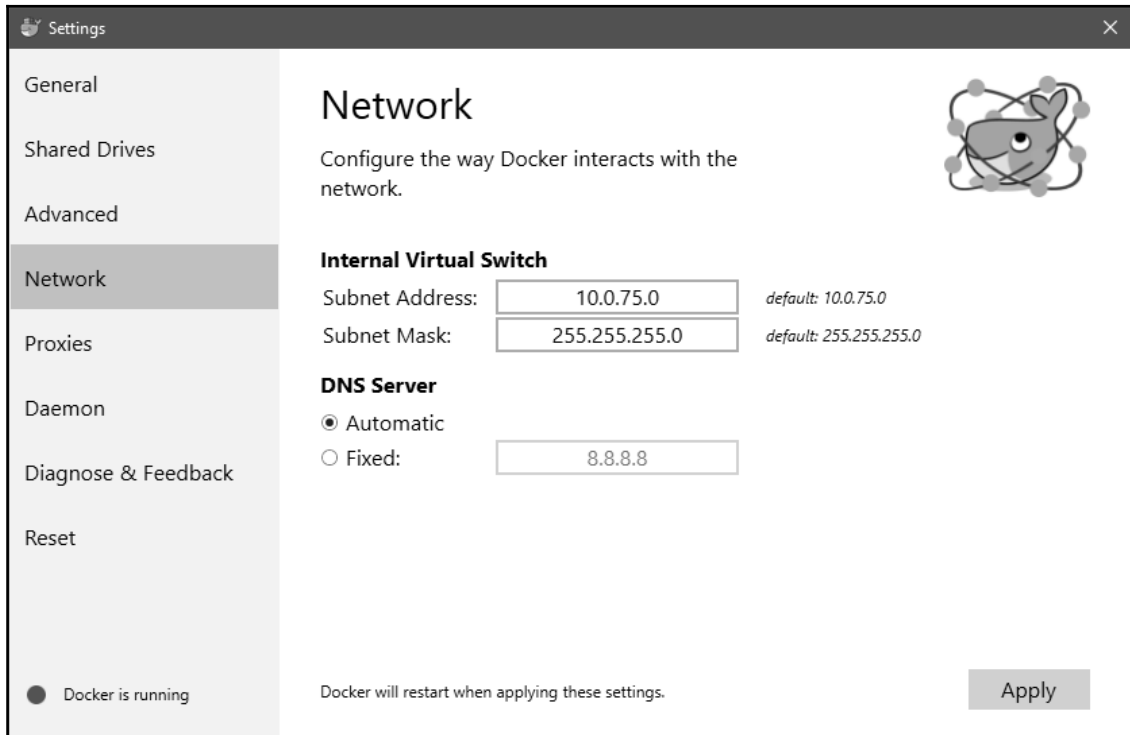 Settings
General
Shared Drives
Advanced
Network
Proxies
Daemon
Diagnose & Feedback
Reset
Docker is running
Network
Configure the way Docker interacts with the
network.
Internal Virtual Switch
Subnet Address: 10.0.75.0 default: 10.0.75.0
Subnet Mask: 255.255.255.0 default: 255.255.255.0
DNS Server
Automatic
Fixed: 8.8.8.8
Docker will restart when applying these settings.
Apply